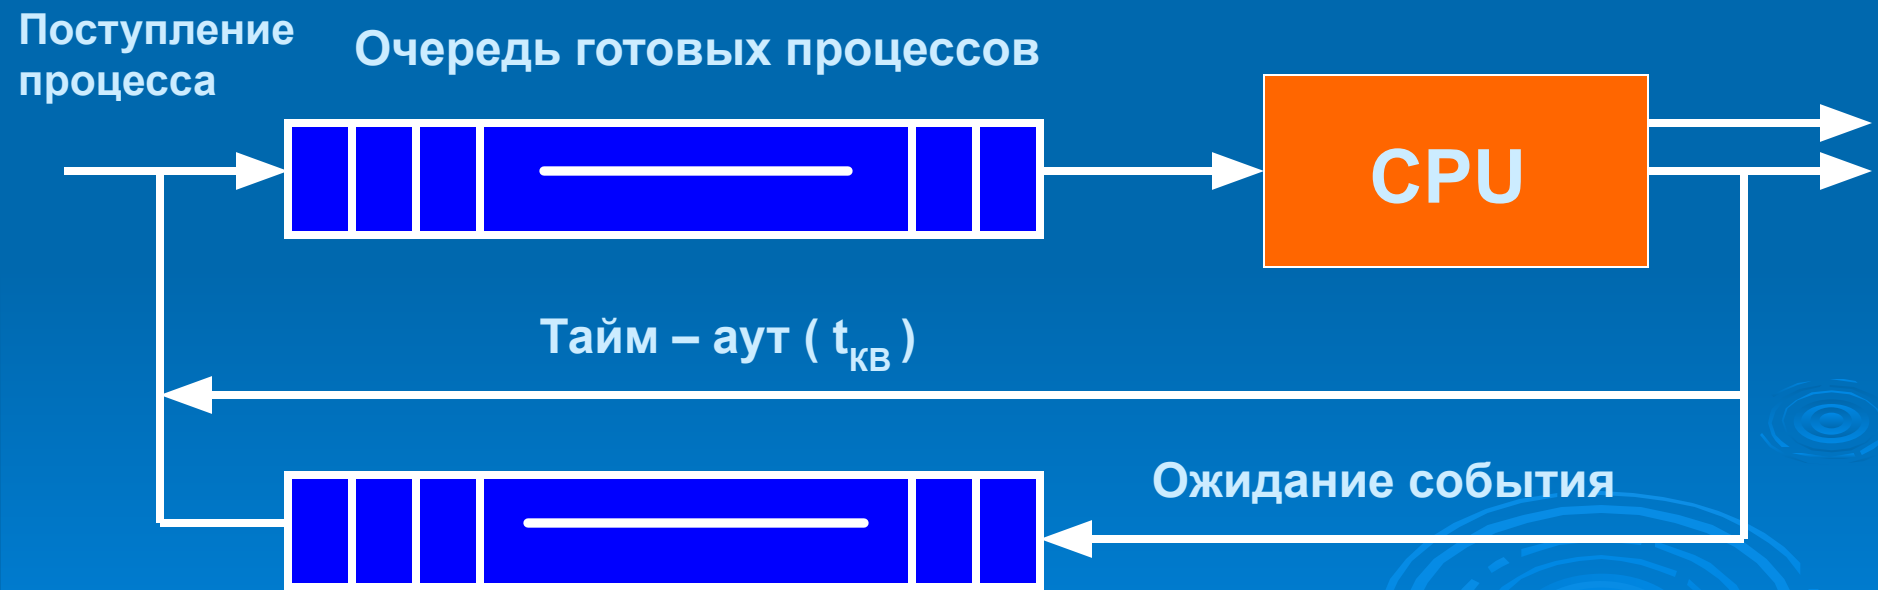 Поступление
процесса
Очередь готовых процессов
CPU
Тайм – аут ( tКВ )
Ожидание события